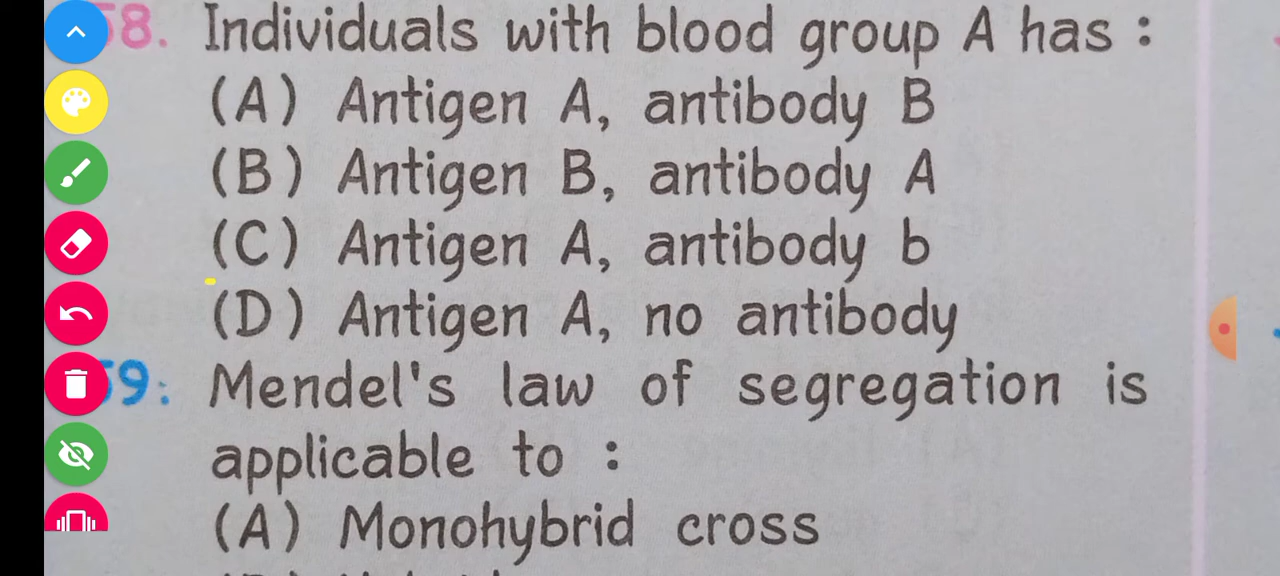 58. Individuals with blood group A has :
(A) Antigen A, antibody B
(B) Antigen B, antibody A
(C) Antigen A, antibody b
(D) Antigen A, no antibody
59: Mendel's law of segregation is
applicable to :
(A) Monohybrid cross